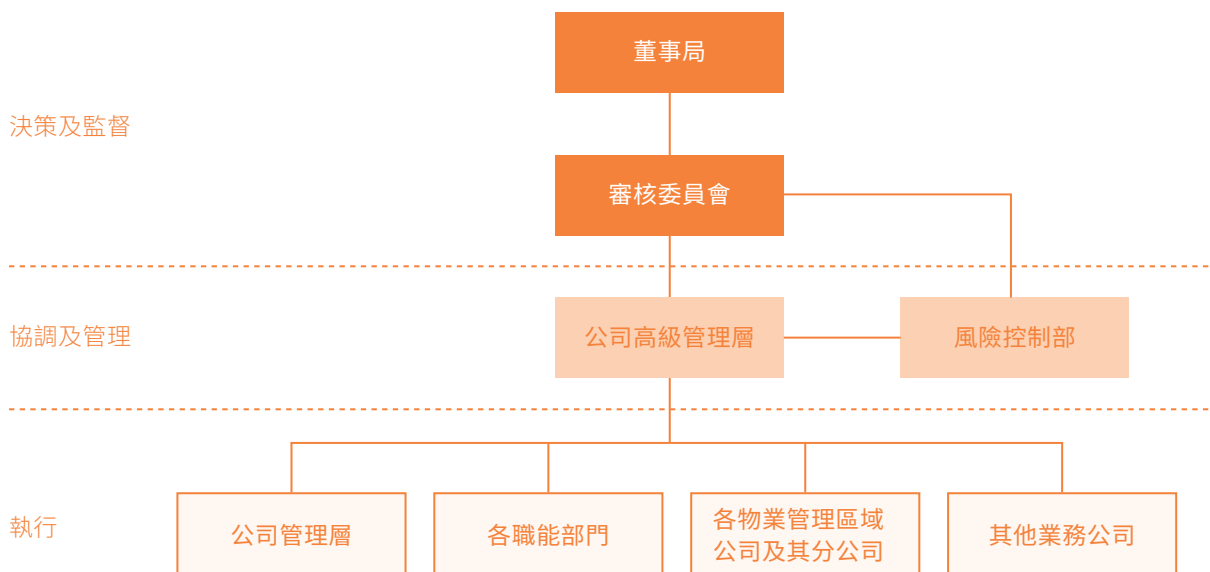 董事局
決策及監督
審核委員會
協調及管理
公司高級管理層
風險控制部
執行
公司管理層
各職能部門
各物業管理區域
公司及其分公司
其他業務公司